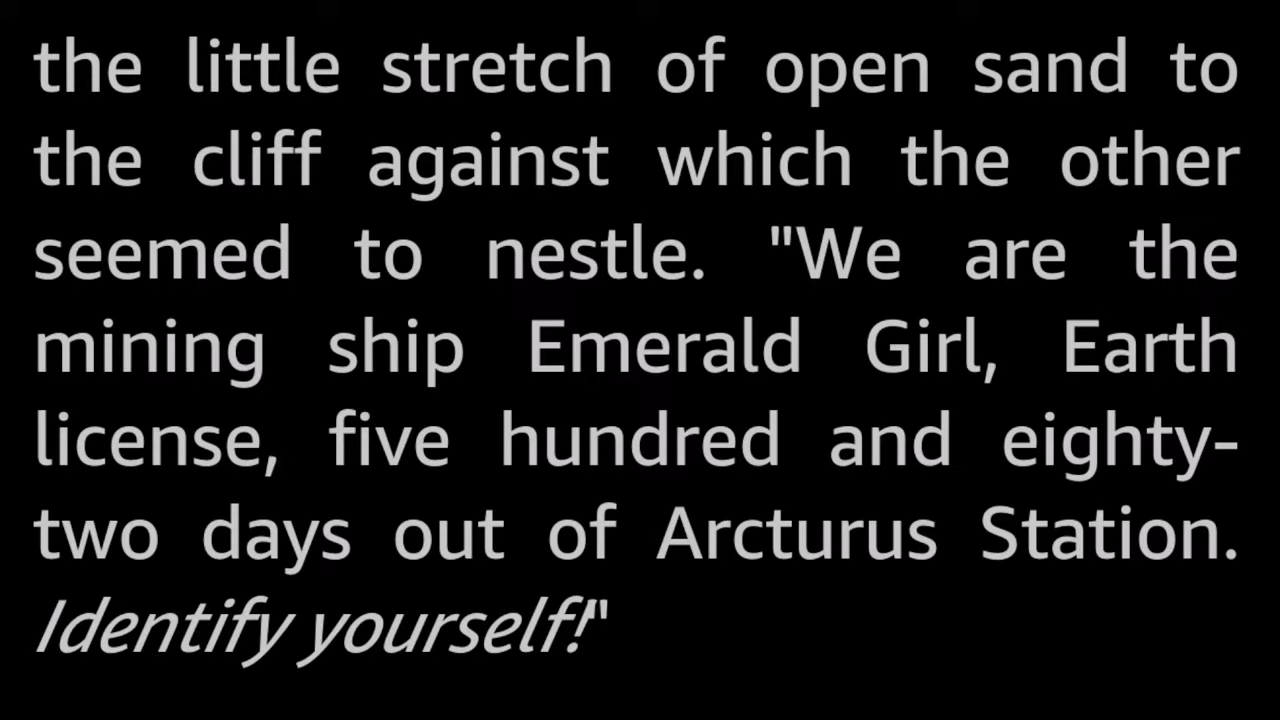 the little stretch of open sand to
the cliff against which the other
seemed to nestle. "We are the
mining ship Emerald Girl, Earth
license, five hundred and eighty-
two days out of Arcturus Station.
Identify yourself!"